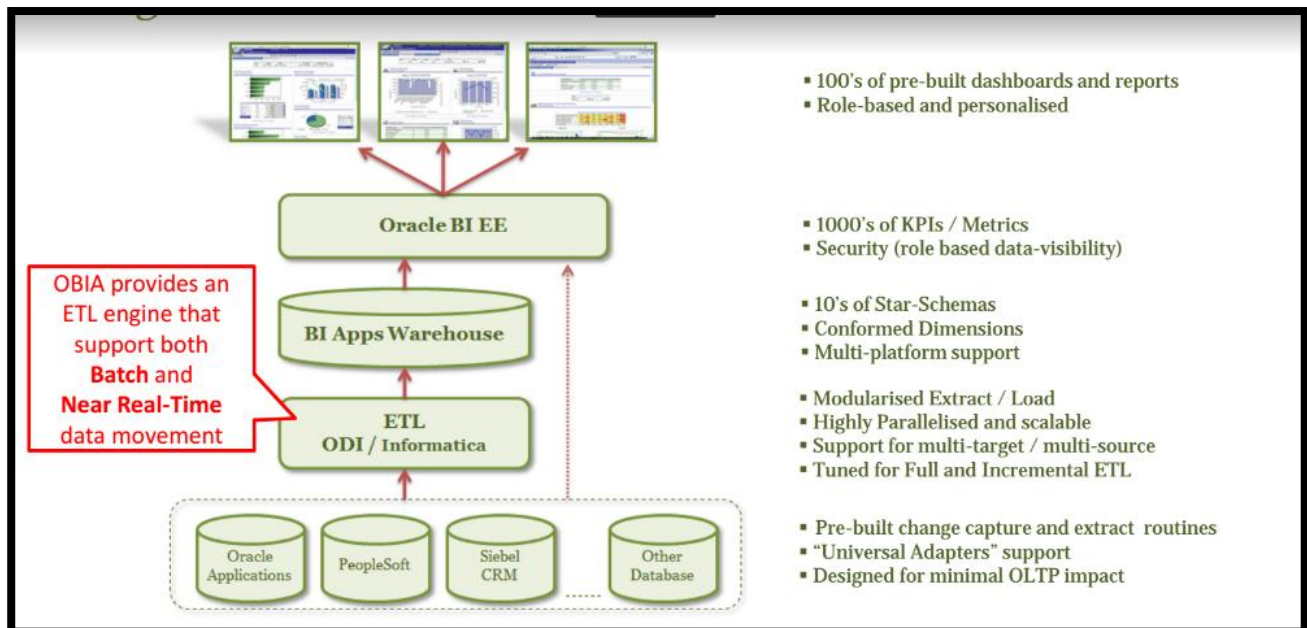 ▪ 100's of pre-built dashboards and reports
▪ Role-based and personalised
Oracle BI EE
▪ 1000's of KPIs / Metrics
▪ Security (role based data-visibility)
OBIA provides an
ETL engine that
support both
Batch and
Near Real-Time
data movement
BI Apps Warehouse
▪ 10's of Star-Schemas
▪ Conformed Dimensions
▪ Multi-platform support
ETL
ODI / Informatica
▪ Modularised Extract / Load
▪ Highly Parallelised and scalable
▪ Support for multi-target / multi-source
▪ Tuned for Full and Incremental ETL
Oracle
Applications
PeopleSoft
Siebel
CRM
......
Other
Database
▪ Pre-built change capture and extract routines
▪ “Universal Adapters” support
▪ Designed for minimal OLTP impact